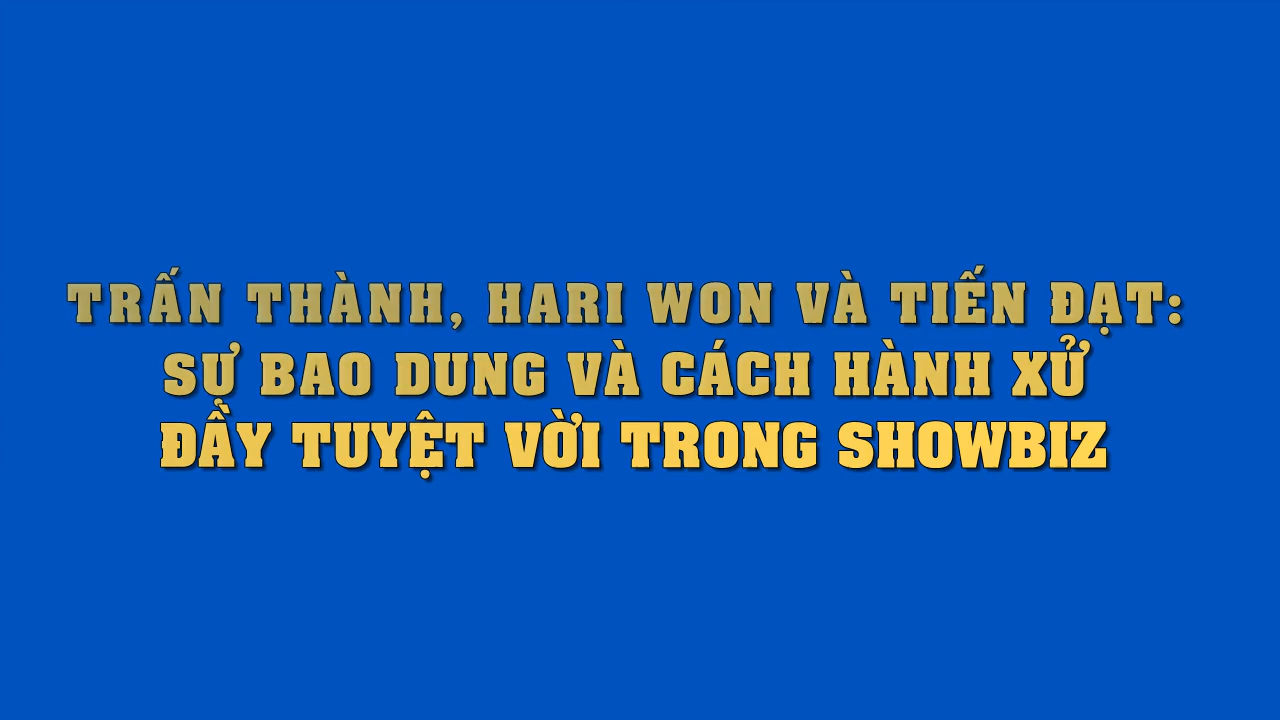 TRẤN THÀNH, HARI WON VÀ TIẾN ĐẠT:
SỰ BAO DUNG VÀ CÁCH HÀNH XỬ
ĐẦY TUYỆT VỜI TRONG SHOWBIZ